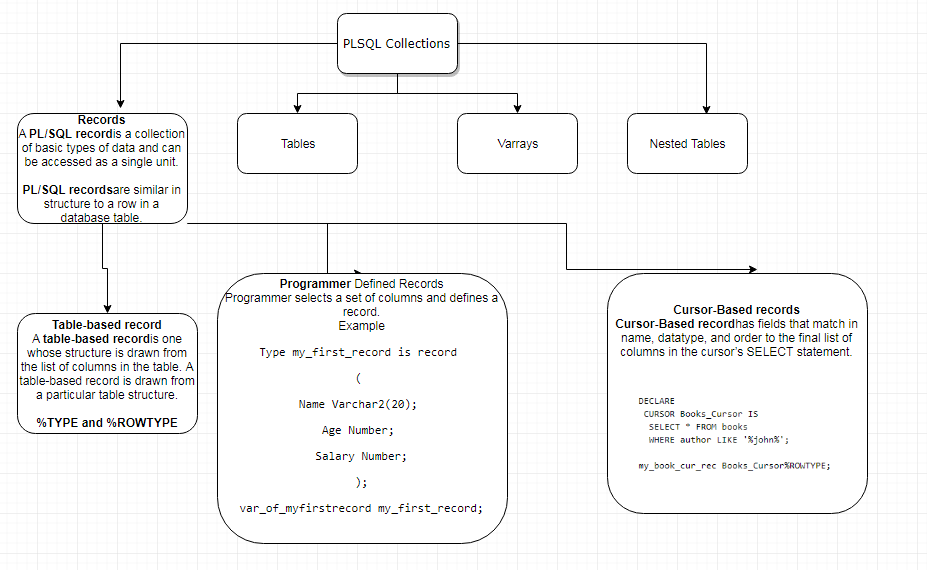 PLSQL Collections
Records
A PL/SQL recordis a collection
of basic types of data and can
be accessed as a single unit.
PL/SQL recordsare similar in
structure to a row in a
database table.
Tables
Varrays
Nested Tables
Table-based record
A table-based recordis one
whose structure is drawn from
the list of columns in the table. A
table-based record is drawn from
a particular table structure.
%TYPE and %ROWTYPE
Programmer Defined Records
Programmer selects a set of columns and defines a
record.
Example
Type my_first_record is record
(
Name Varchar2(20);
Age Number;
Salary Number;
);
var_of_myfirstrecord my_first_record;
Cursor-Based records
Cursor-Based recordhas fields that match in
name, datatype, and order to the final list of
columns in the cursor’s SELECT statement.
DECLARE
CURSOR Books_Cursor IS
SELECT * FROM books
WHERE author LIKE '%john%';
my_book_cur_rec Books_Cursor%ROWTYPE;